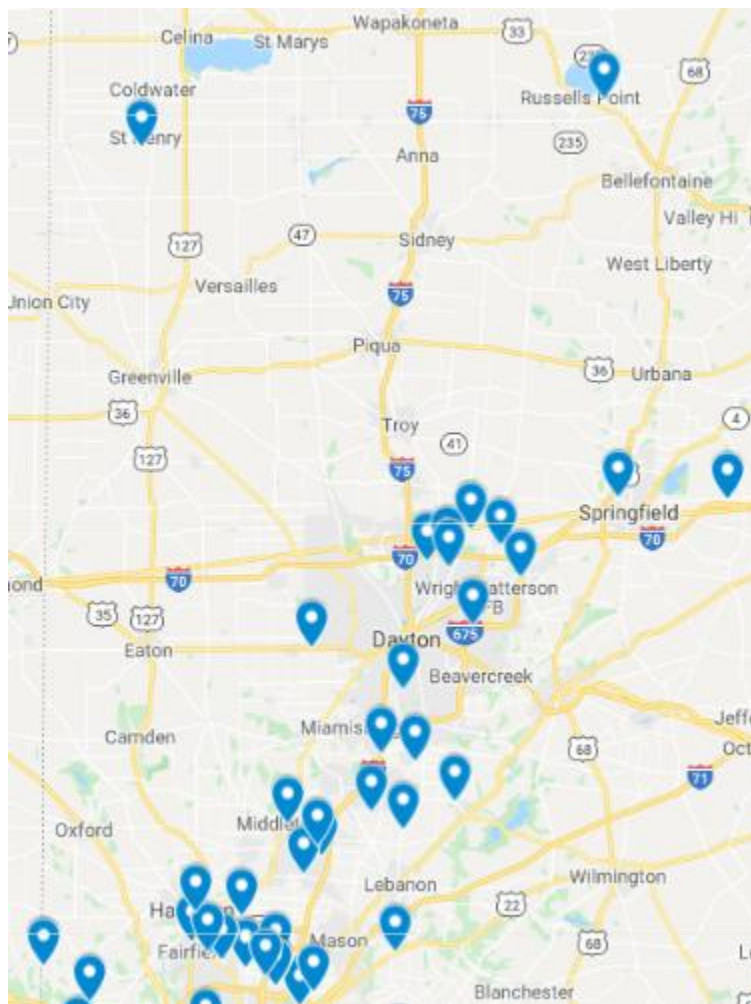 Wapakoneta
33
Celina
St Marys
68
Coldwater
Russells Point
75
235
Anna
Bellefontaine
Valley Hi
47
127
Sidney
West Liberty
Versailles
75
Union City
Piqua
36
Urbana
Greenville
36
4
Troy
41
127
75
Springfield
70
70
70
35
127
Dayton
675
Eaton
Beavercreek
Camden
68
71
Oxford
Lebanon
Wilmington
22
Mason
68
Blanchester